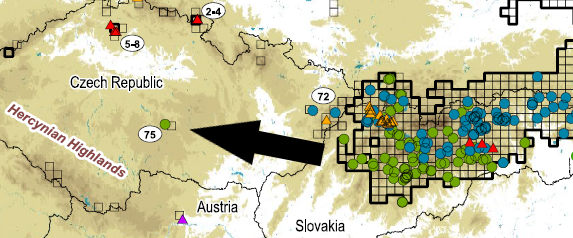 2-4
5-8
Czech Republic
72
Hercynian Highlands
75
Austria
Slovakia